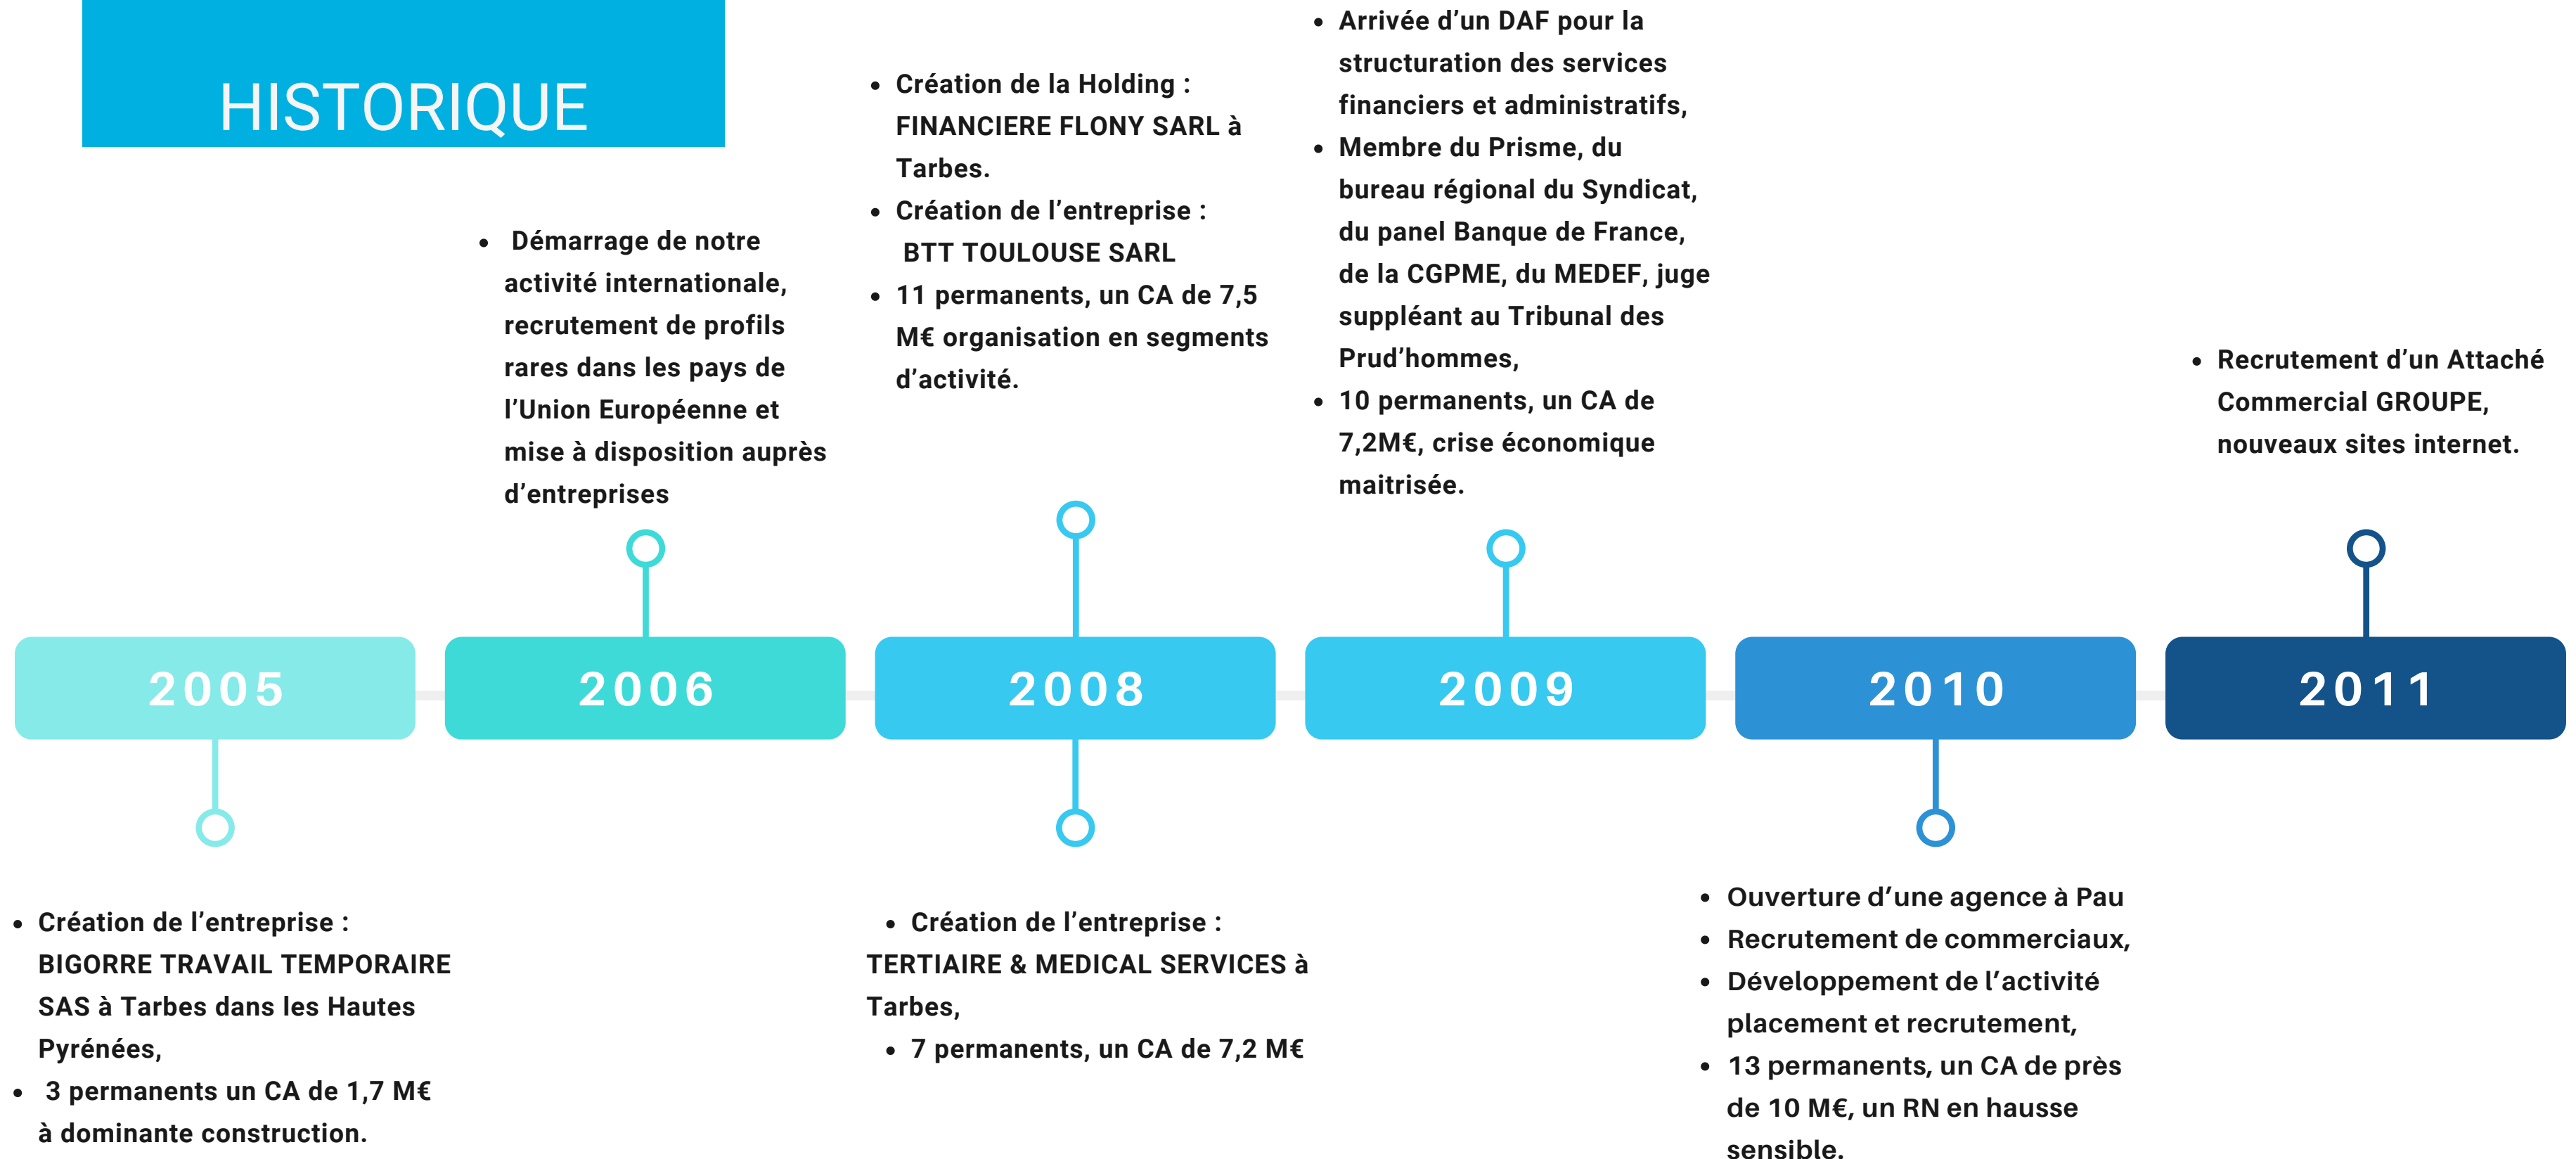 HISTORIQUE
• Démarrage de notre
activité internationale,
recrutement de profils
rares dans les pays de
l’Union Européenne et
mise à disposition auprès
d’entreprises
• Création de la Holding :
FINANCIERE FLONY SARL à
Tarbes.
• Création de l’entreprise :
BTT TOULOUSE SARL
• 11 permanents, un CA de 7,5
M€ organisation en segments
d’activité.
• Arrivée d’un DAF pour la
structuration des services
financiers et administratifs,
• Membre du Prisme, du
bureau régional du Syndicat,
du panel Banque de France,
de la CGPME, du MEDEF, juge
suppléant au Tribunal des
Prud’hommes,
• 10 permanents, un CA de
7,2M€, crise économique
maitrisée.
• Recrutement d’un Attaché
Commercial GROUPE,
nouveaux sites internet.
2005
2006
2008
2009
2010
2011
• Création de l’entreprise :
BIGORRE TRAVAIL TEMPORAIRE
SAS à Tarbes dans les Hautes
Pyrénées,
• 3 permanents un CA de 1,7 M€
à dominante construction.
• Création de l’entreprise :
TERTIAIRE & MEDICAL SERVICES à
Tarbes,
• 7 permanents, un CA de 7,2 M€
• Ouverture d’une agence à Pau
• Recrutement de commerciaux,
• Développement de l’activité
placement et recrutement,
• 13 permanents, un CA de près
de 10 M€, un RN en hausse
sensible.